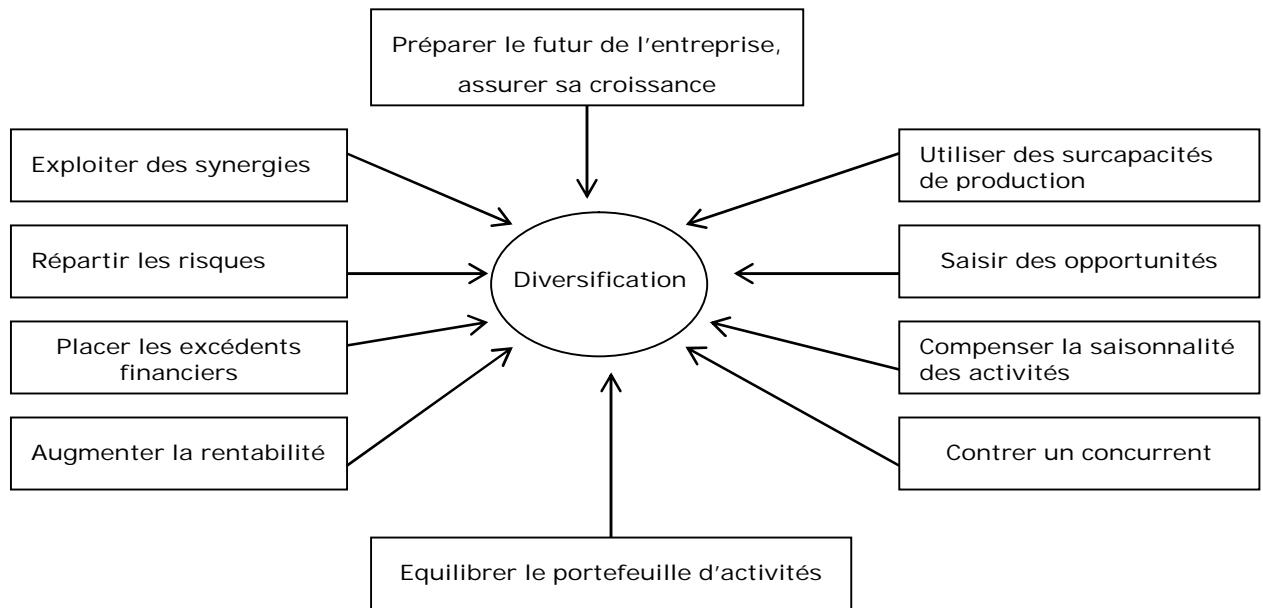 Préparer le futur de l'entreprise,
assurer sa croissance
Exploiter des synergies
Utiliser des surcapacités
de production
Répartir les risques
Diversification
Saisir des opportunités
Placer les excédents
financiers
Compenser la saisonnalité
des activités
Augmenter la rentabilité
Contrer un concurrent
Equilibrer le portefeuille d'activités